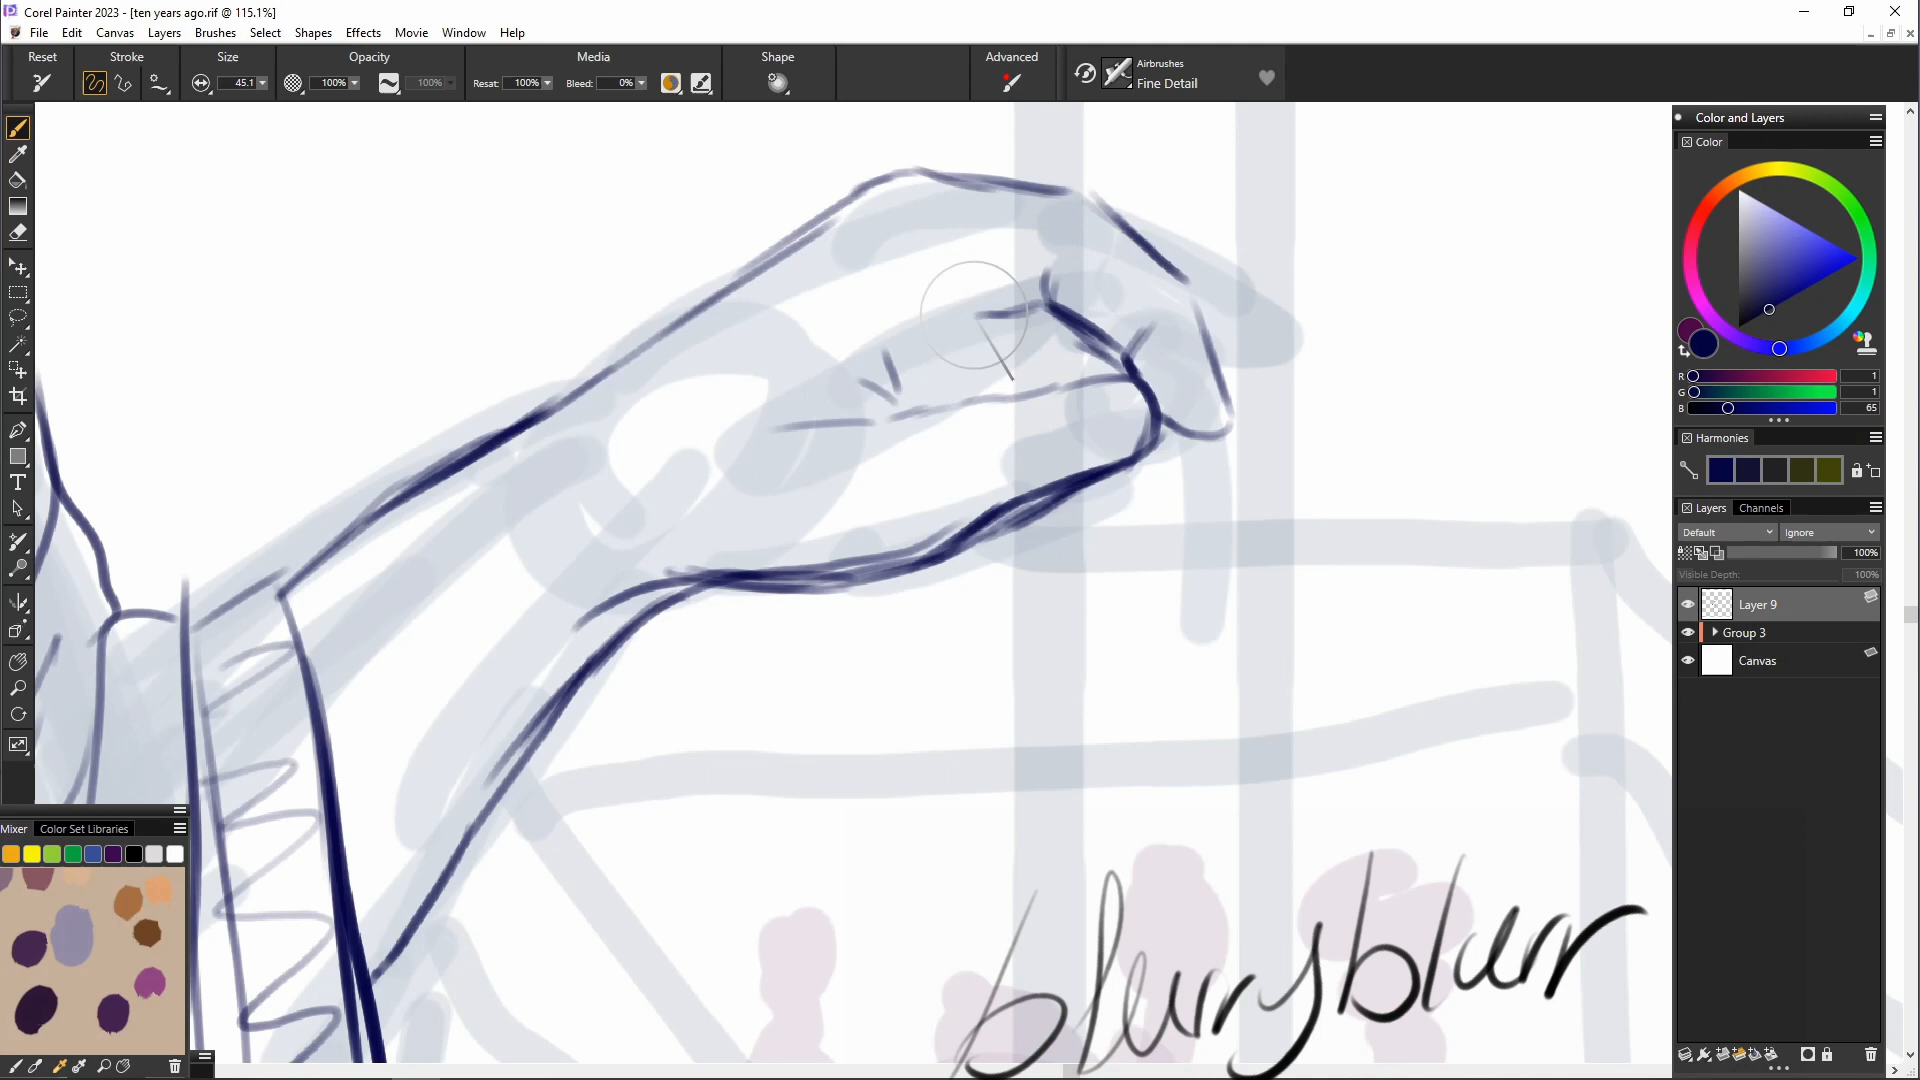 Corel Painter 2023 - [ten years ago.rif @ 115.1%]
File Edit Canvas Layers Brushes Select Shapes Effects Movie Window Help
Reset Stroke Size Opacity Media Shape Advanced
45.1 100% 100% Resat: 100% Bleed: 0%
Airbrushes
Fine Detail
Color and Layers
Color
R 1
G 1
B 65
Harmonies
Layers Channels
Default Ignore
100%
Visible Depth: 100%
Layer 9
Group 3
Canvas
T
Mixer Color Set Libraries
blurryblurr